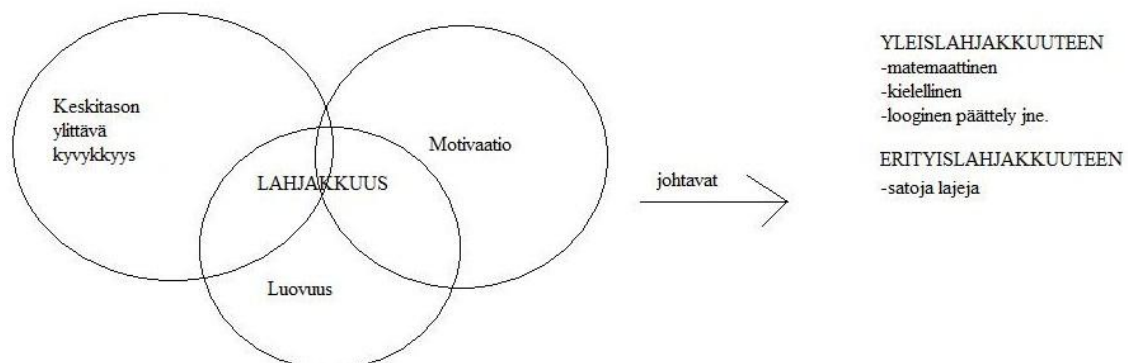 Keskitason
ylittävä
kyvykkyys
Motivaatio
LAHJAKKUUS
Luovuus
johtavat
YLEISLAHJAKKUUTEEN
-matemaattinen
-kielellinen
-looginen päättely jne.
ERITYISLAHJAKKUUTEEN
-satoja lajeja